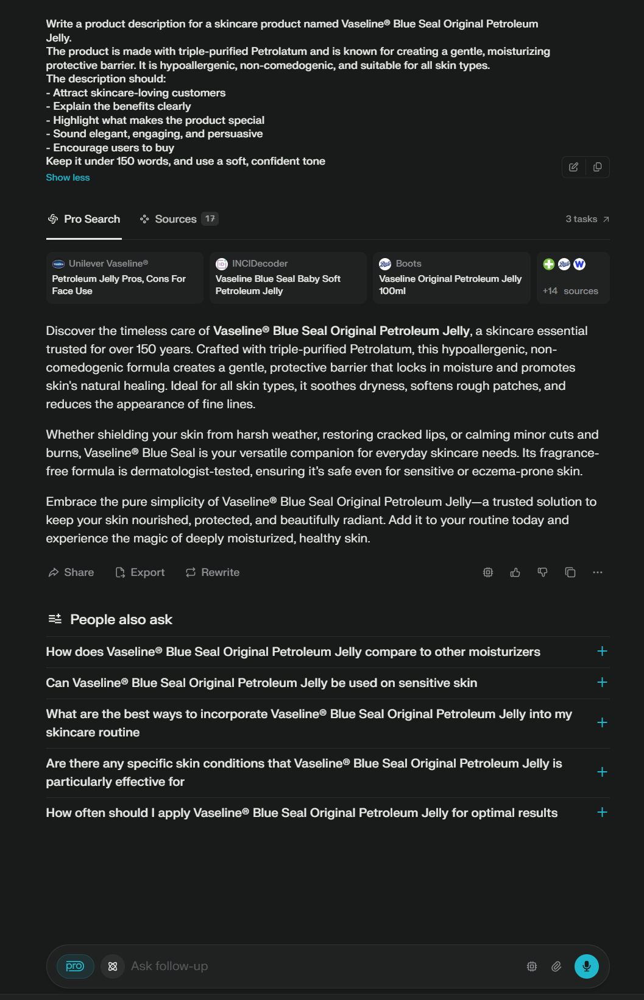 Write a product description for a skincare product named Vaseline® Blue Seal Original Petroleum
Jelly.
The product is made with triple-purified Petrolatum and is known for creating a gentle, moisturizing
protective barrier. It is hypoallergenic, non-comedogenic, and suitable for all skin types.
The description should:
- Attract skincare-loving customers
- Explain the benefits clearly
- Highlight what makes the product special
- Sound elegant, engaging, and persuasive
- Encourage users to buy
Keep it under 150 words, and use a soft, confident tone
Show less
Pro Search
Sources 17
3 tasks
Unilever Vaseline®
Petroleum Jelly Pros, Cons For
Face Use
INCIDecoder
Vaseline Blue Seal Baby Soft
Petroleum Jelly
Boots
Vaseline Original Petroleum Jelly
100ml
W
+14 sources
Discover the timeless care of Vaseline® Blue Seal Original Petroleum Jelly, a skincare essential
trusted for over 150 years. Crafted with triple-purified Petrolatum, this hypoallergenic, non-
comedogenic formula creates a gentle, protective barrier that locks in moisture and promotes
skin's natural healing. Ideal for all skin types, it soothes dryness, softens rough patches, and
reduces the appearance of fine lines.
Whether shielding your skin from harsh weather, restoring cracked lips, or calming minor cuts and
burns, Vaseline® Blue Seal is your versatile companion for everyday skincare needs. Its fragrance-
free formula is dermatologist-tested, ensuring it's safe even for sensitive or eczema-prone skin.
Embrace the pure simplicity of Vaseline® Blue Seal Original Petroleum Jelly—a trusted solution to
keep your skin nourished, protected, and beautifully radiant. Add it to your routine today and
experience the magic of deeply moisturized, healthy skin.
Share
Export
Rewrite
People also ask
How does Vaseline® Blue Seal Original Petroleum Jelly compare to other moisturizers
Can Vaseline® Blue Seal Original Petroleum Jelly be used on sensitive skin
What are the best ways to incorporate Vaseline® Blue Seal Original Petroleum Jelly into my
skincare routine
Are there any specific skin conditions that Vaseline® Blue Seal Original Petroleum Jelly is
particularly effective for
How often should I apply Vaseline® Blue Seal Original Petroleum Jelly for optimal results
pro
Ask follow-up